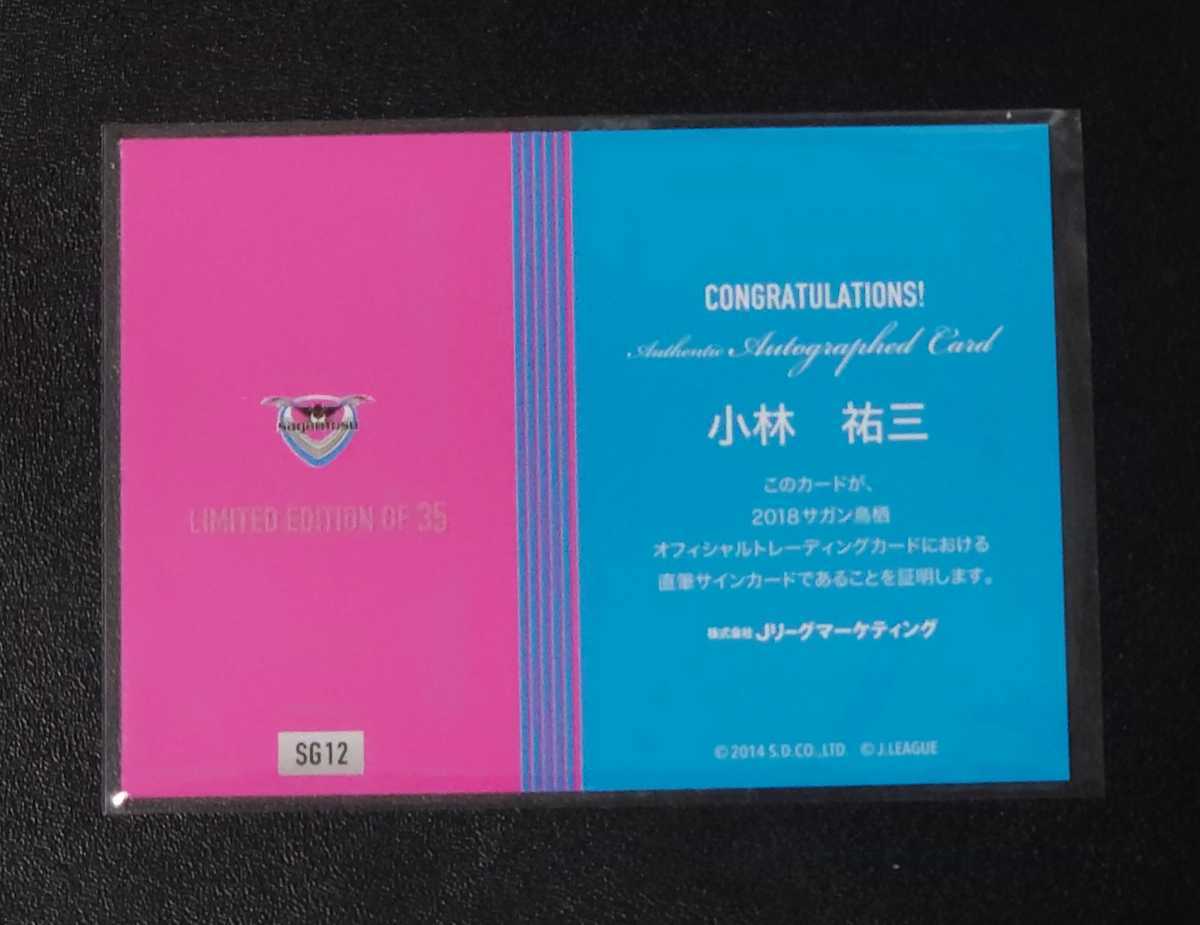 sagantosu
LIMITED EDITION OF 35
SG12
CONGRATULATIONS!
Authentic Autographed Card
小林 祐三
このカードが、
2018サガン鳥栖
オフィシャルトレーディングカードにおける
直筆サインカードであることを証明します。
株式会社 Jリーグマーケティング
©2014 S.D.CO.,LTD ©J.LEAGUE